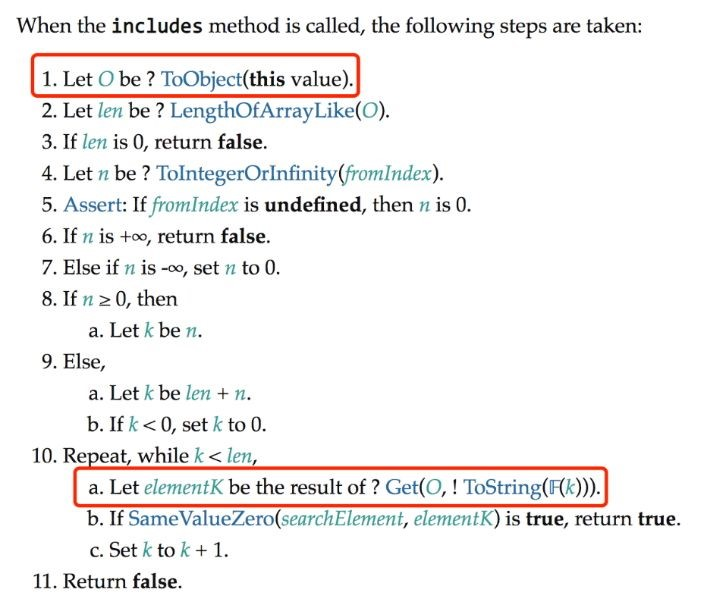 When the includes method is called, the following steps are taken:
1. Let O be ? ToObject(this value).
2. Let len be ? LengthOfArrayLike(O).
3. If len is 0, return false.
4. Let n be ? ToIntegerOrInfinity(fromIndex).
5. Assert: If fromIndex is undefined, then n is 0.
6. If n is +∞, return false.
7. Else if n is -∞, set n to 0.
8. If n ≥ 0, then
a. Let k be n.
9. Else,
a. Let k be len + n.
b. If k < 0, set k to 0.
10. Repeat, while k < len,
a. Let elementK be the result of ? Get(O, ! ToString(𝔽(k))).
b. If SameValueZero(searchElement, elementK) is true, return true.
c. Set k to k + 1.
11. Return false.